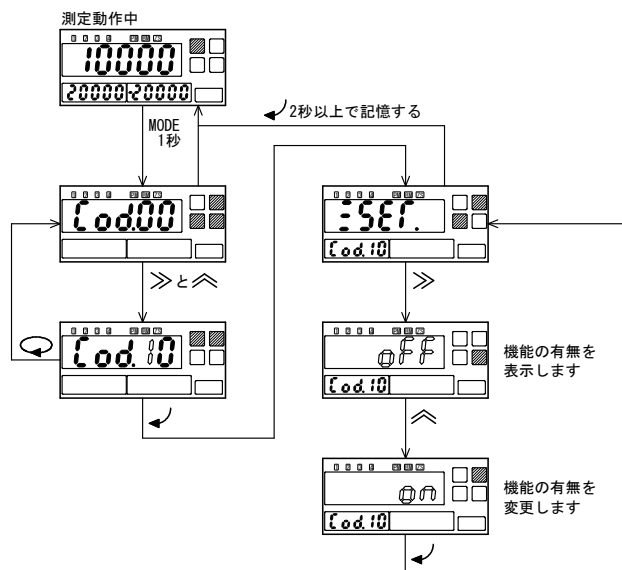 測定動作中
10000
20000 -20000
MODE
1秒
2秒以上で記憶する
Cod.00
≡SET.
Cod.10
≫と︽
≫
Cod.10
oFF
Cod.10
機能の有無を
表示します
︽
on
Cod.10
機能の有無を
変更します